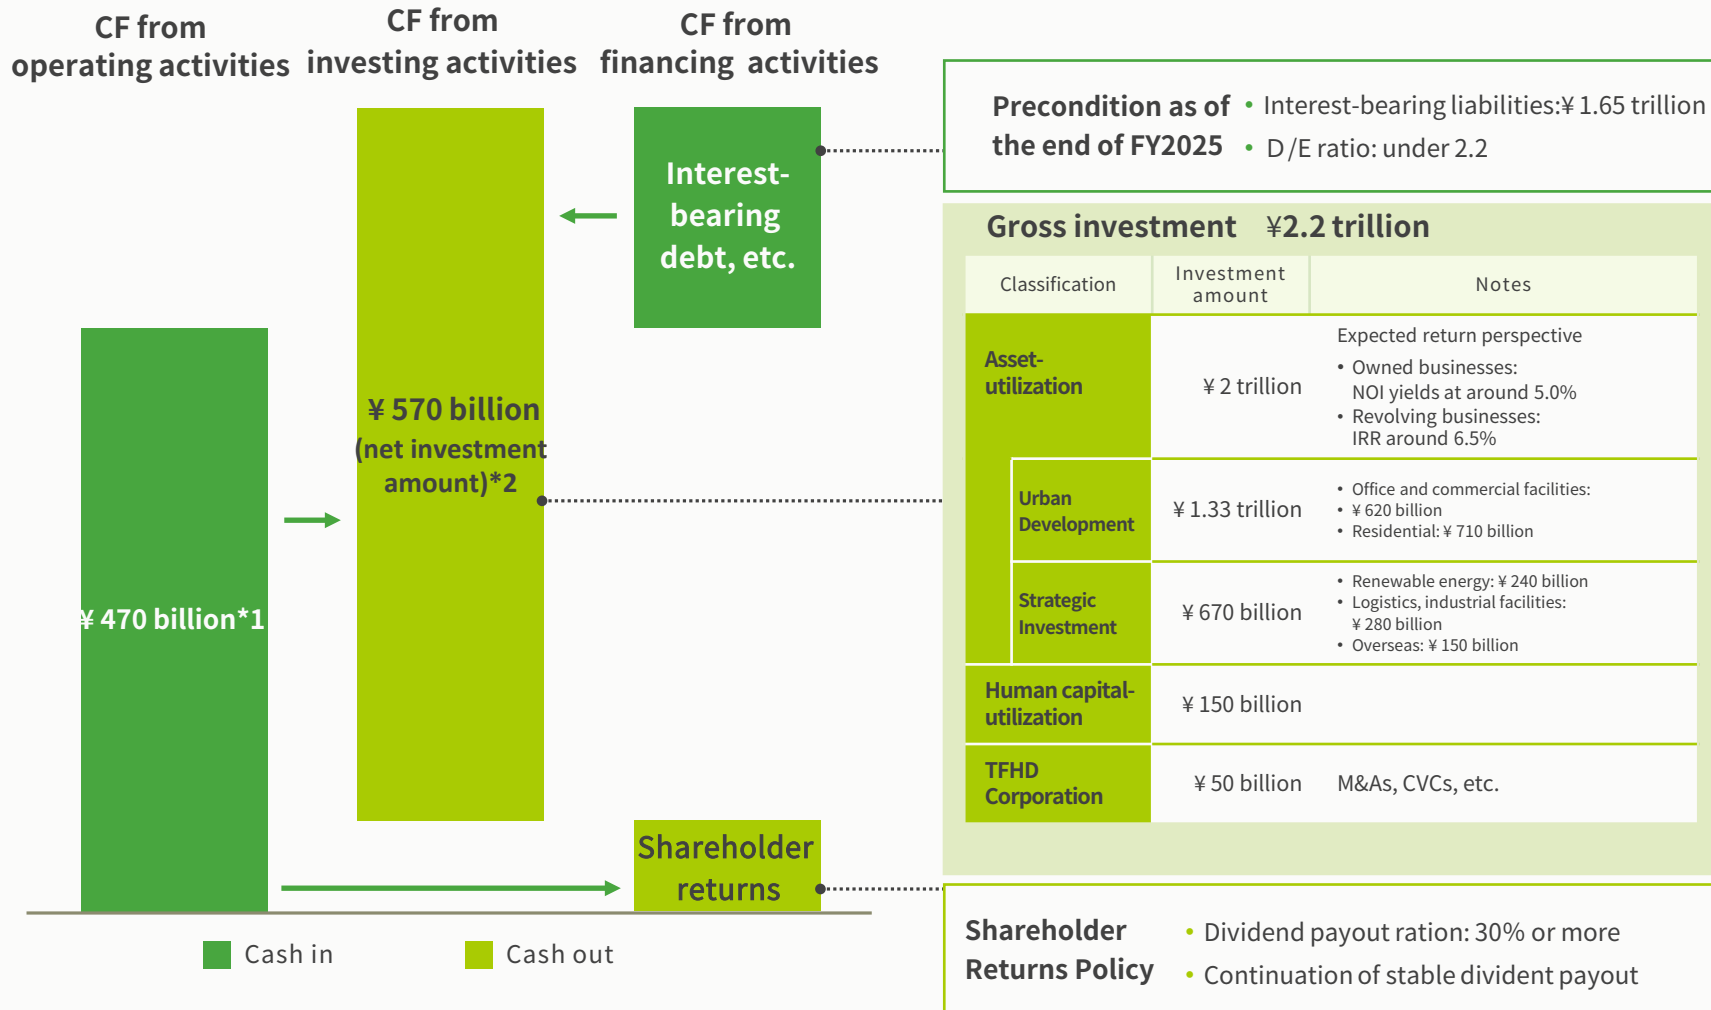 CF from
operating activities
CF from
investing activities
CF from
financing activities
Interest-
bearing
debt, etc.
¥ 570 billion
(net investment
amount)*2
¥ 470 billion*1
Shareholder
returns
Cash in
Cash out
Precondition as of
the end of FY2025
• Interest-bearing liabilities:¥ 1.65 trillion
• D/E ratio: under 2.2
Gross investment ¥2.2 trillion
Classification
Investment
amount
Notes
Asset-
utilization
¥ 2 trillion
Expected return perspective
• Owned businesses:
NOI yields at around 5.0%
• Revolving businesses:
IRR around 6.5%
Urban
Development
¥ 1.33 trillion
• Office and commercial facilities:
• ¥ 620 billion
• Residential: ¥ 710 billion
Strategic
Investment
¥ 670 billion
• Renewable energy: ¥ 240 billion
• Logistics, industrial facilities:
¥ 280 billion
• Overseas: ¥ 150 billion
Human capital-
utilization
¥ 150 billion
TFHD
Corporation
¥ 50 billion
M&As, CVCs, etc.
Shareholder
Returns Policy
• Dividend payout ration: 30% or more
• Continuation of stable divident payout